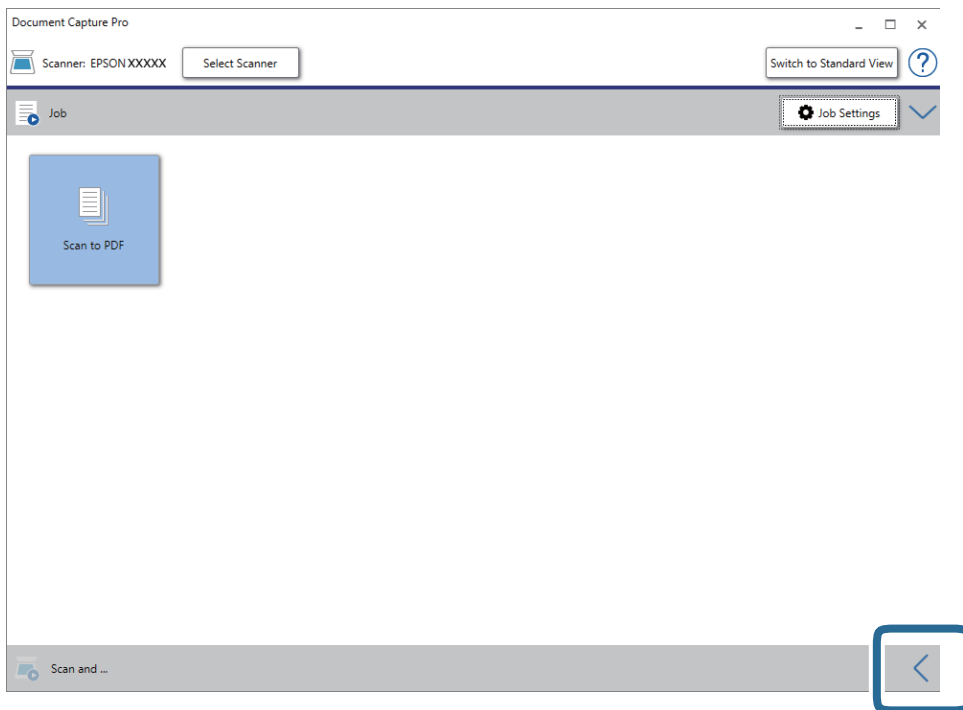 Document Capture Pro
Scanner: EPSON XXXXX
Select Scanner
Switch to Standard View
?
Job
Job Settings
Scan to PDF
Scan and ...